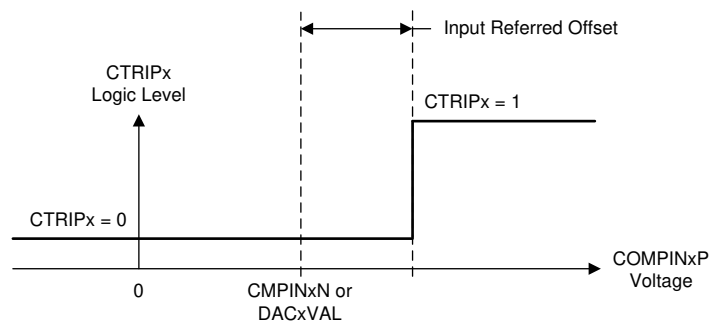 Input Referred Offset
CTRIPx
Logic Level
CTRIPx = 1
CTRIPx = 0
COMPINxP
Voltage
0
CMPINxN or
DACxVAL